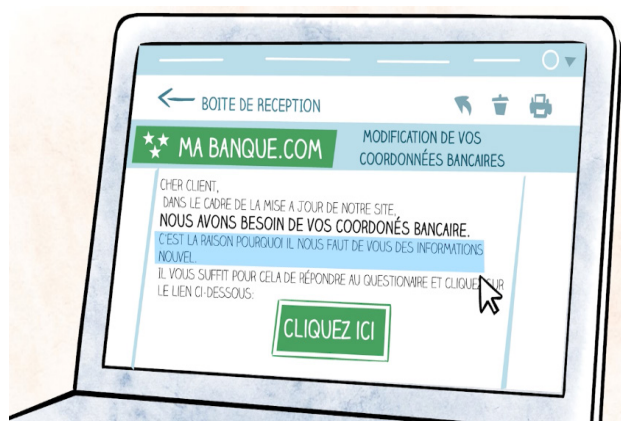 BOITE DE RECEPTION
MA BANQUE.COM
MODIFICATION DE VOS
COORDONNÉES BANCAIRES
CHER CLIENT,
DANS LE CADRE DE LA MISE A JOUR DE NOTRE SITE,
NOUS AVONS BESOIN DE VOS COORDONÉS BANCAIRE.
C'EST LA RAISON POURQUOI IL NOUS FAUT DE VOUS DES INFORMATIONS
NOUVEL.
IL VOUS SUFFIT POUR CELA DE RÉPONDRE AU QUESTIONAIRE ET CLIQUEZ SUR
LE LIEN CI-DESSOUS:
CLIQUEZ ICI